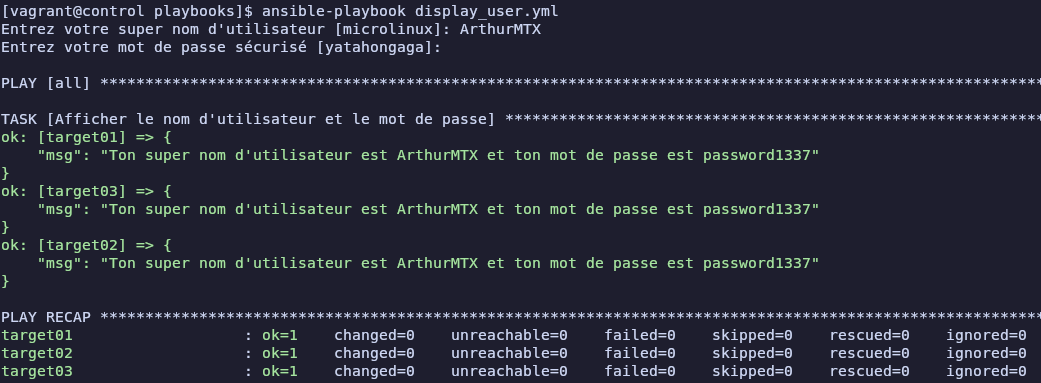 [vagrant@control playbooks]$ ansible-playbook display_user.yml
Entrez votre super nom d'utilisateur [microlinux]: ArthurMTX
Entrez votre mot de passe sécurisé [yatahongaga]:
PLAY [all] *********************************************************************************************************
TASK [Afficher le nom d'utilisateur et le mot de passe] ************************************************************
ok: [target01] => {
    "msg": "Ton super nom d'utilisateur est ArthurMTX et ton mot de passe est password1337"
}
ok: [target03] => {
    "msg": "Ton super nom d'utilisateur est ArthurMTX et ton mot de passe est password1337"
}
ok: [target02] => {
    "msg": "Ton super nom d'utilisateur est ArthurMTX et ton mot de passe est password1337"
}
PLAY RECAP *********************************************************************************************************
target01                   : ok=1    changed=0    unreachable=0    failed=0    skipped=0    rescued=0    ignored=0
target02                   : ok=1    changed=0    unreachable=0    failed=0    skipped=0    rescued=0    ignored=0
target03                   : ok=1    changed=0    unreachable=0    failed=0    skipped=0    rescued=0    ignored=0